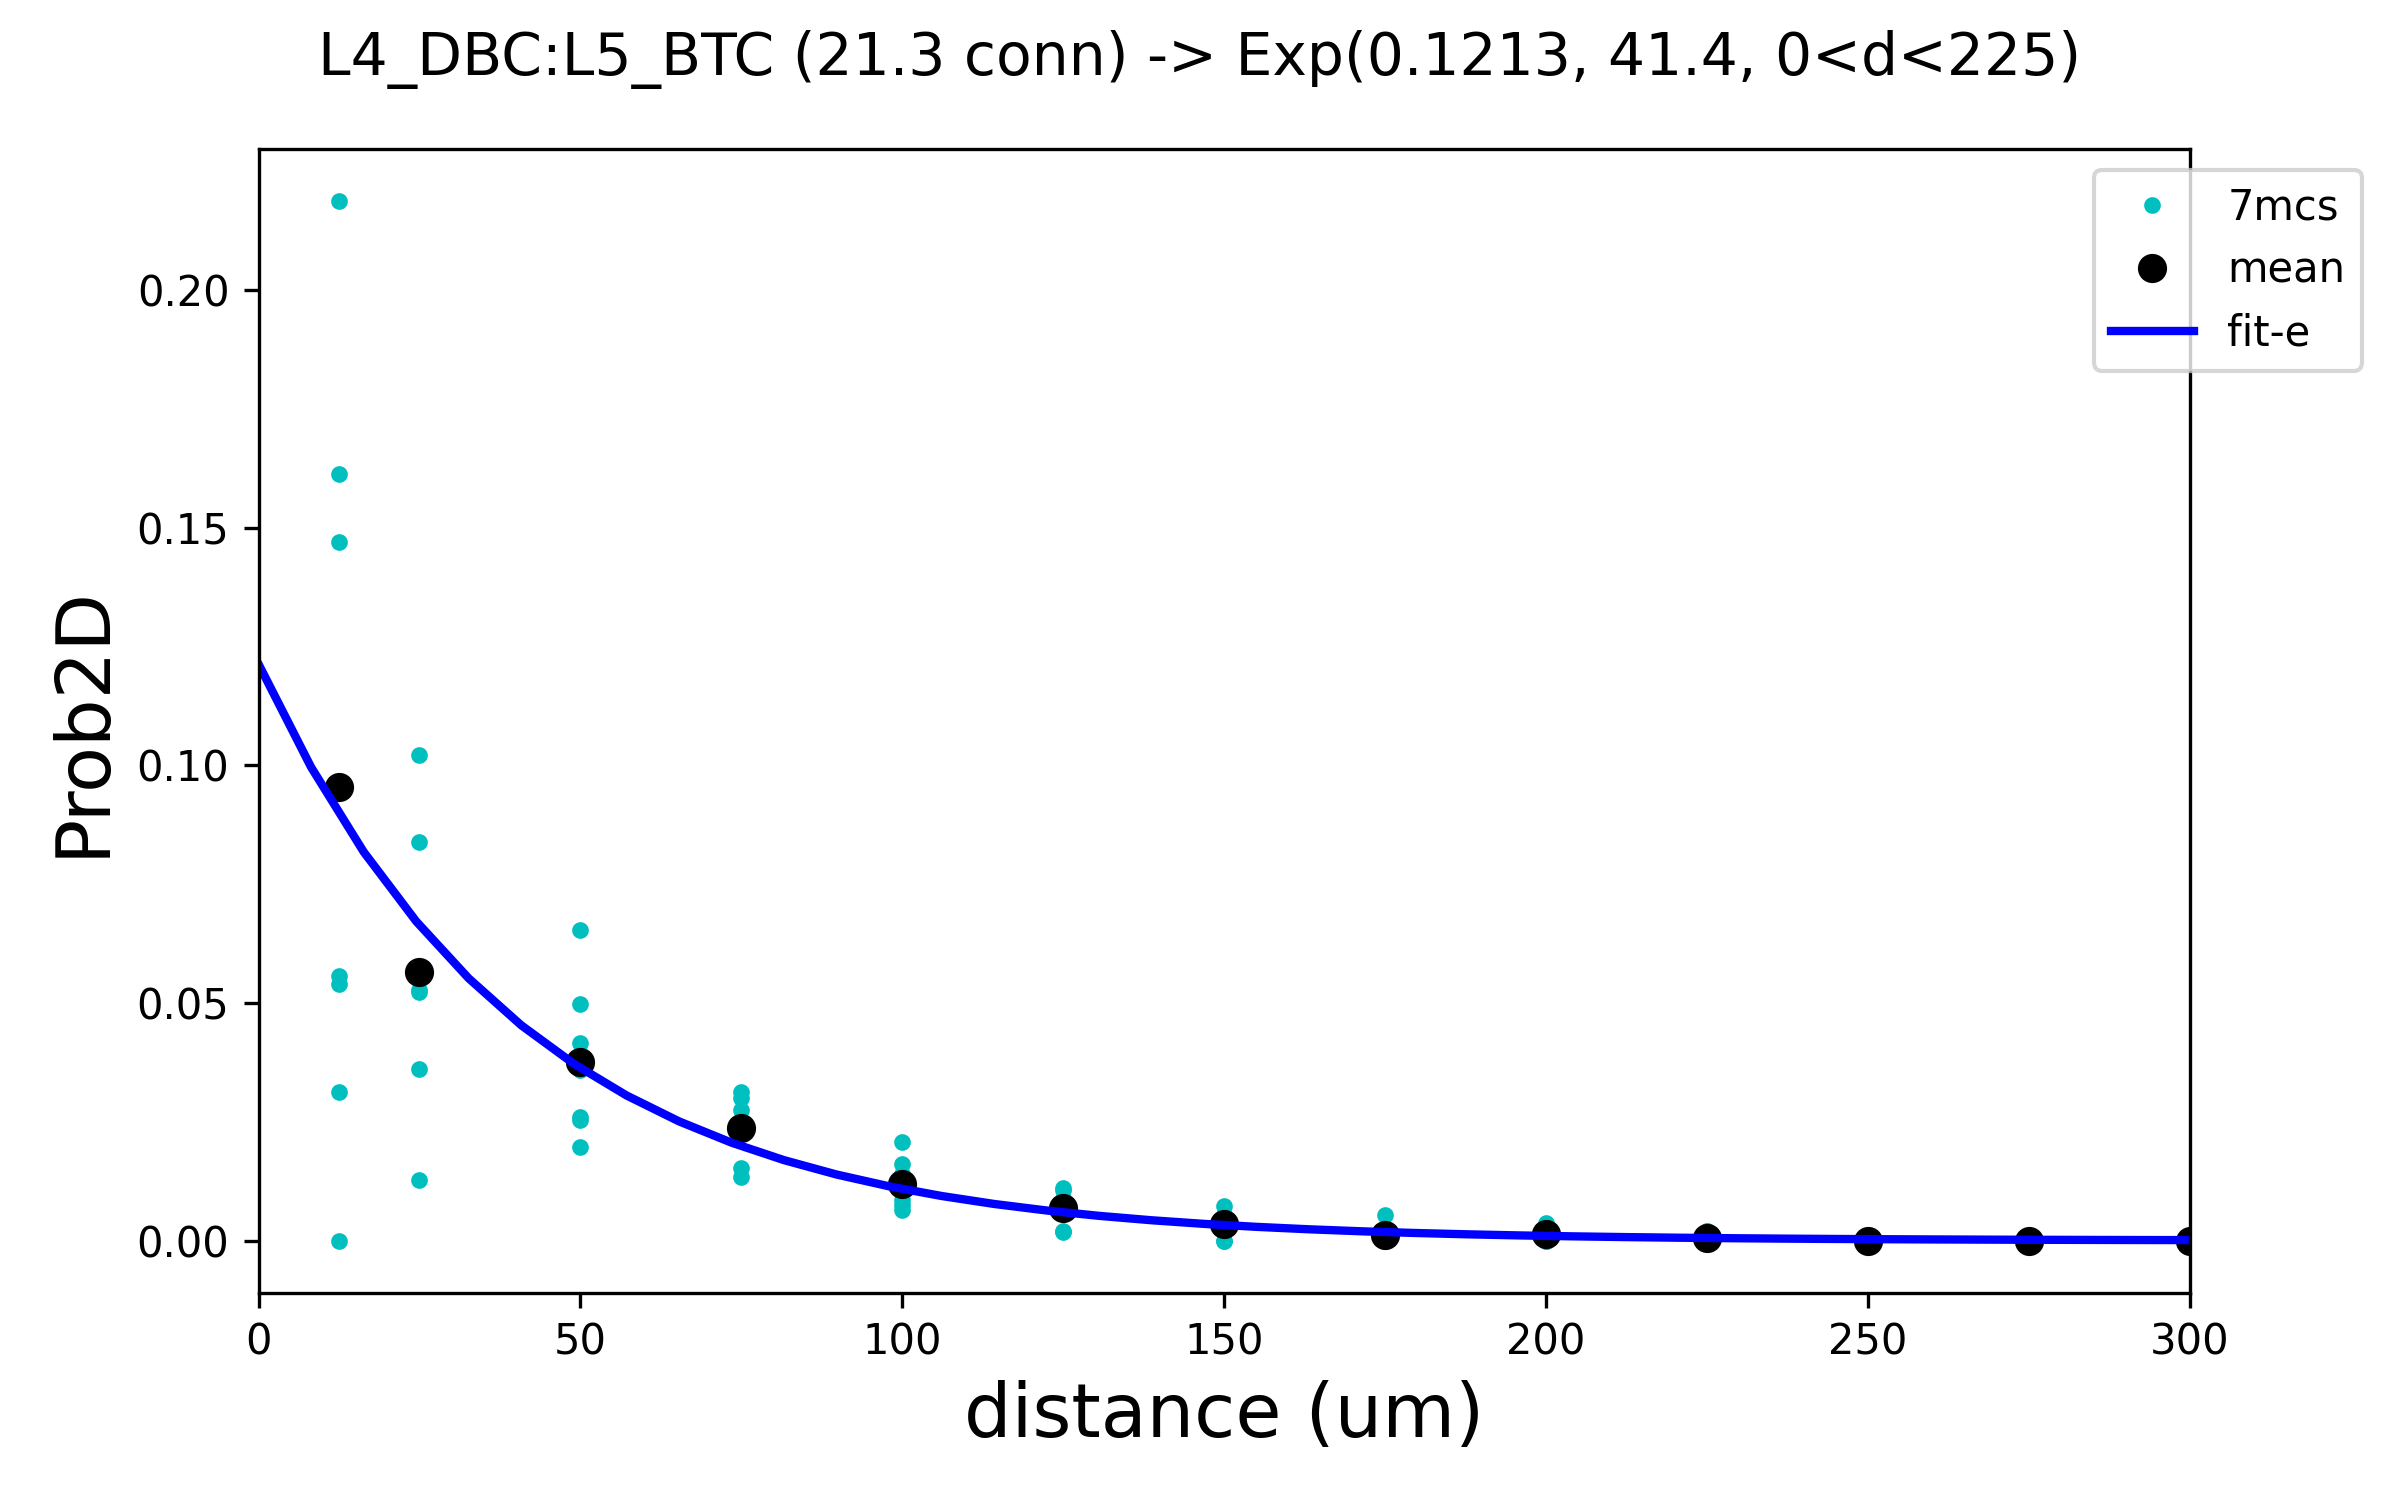 L4_DBC:L5_BTC (21.3 conn) -> Exp(0.1213, 41.4, 0<d<225)
7mcs
mean
fit-e
Prob2D
0.20
0.15
0.10
0.05
0.00
0 50 100 150 200 250 300
distance (um)